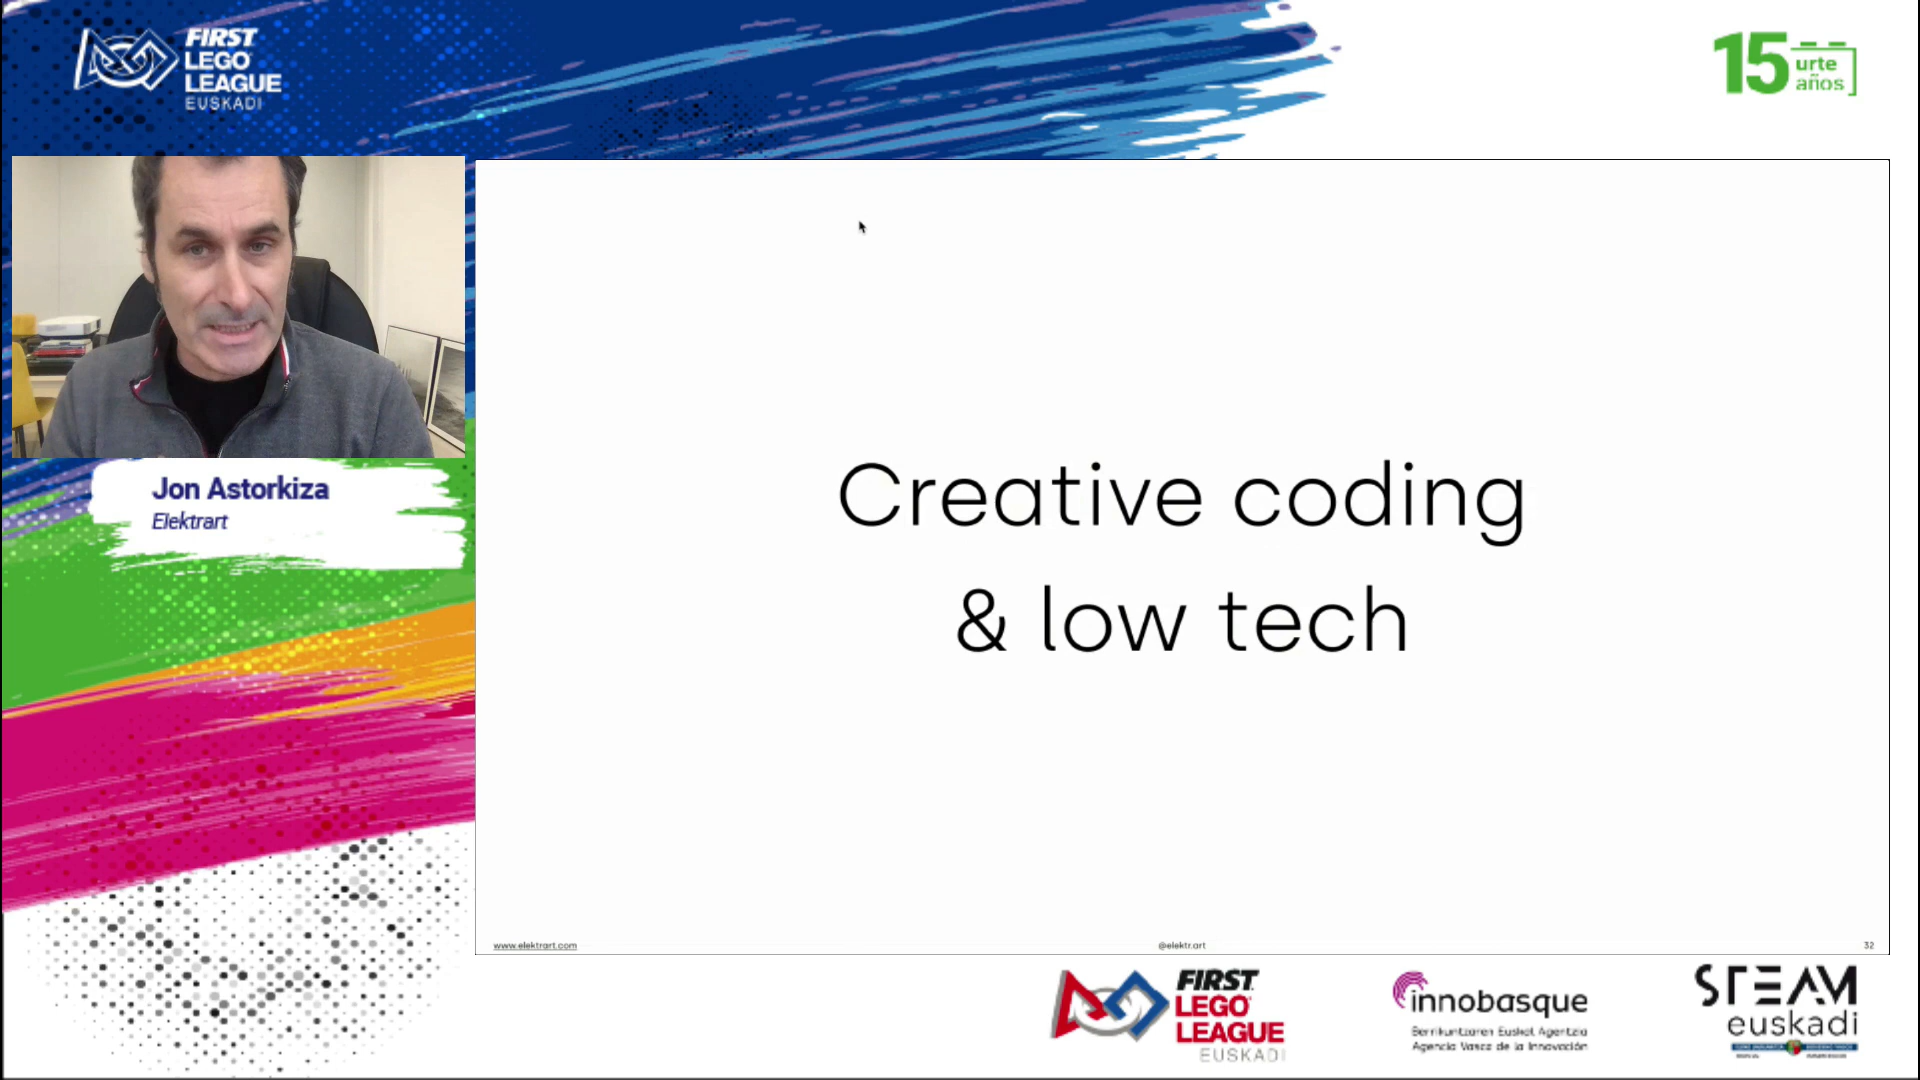 FIRST
LEGO
LEAGUE
EUSKADI
15 urte
años
Jon Astorkiza
Elektrart
Creative coding
& low tech
www.elektrart.com
@elektr.art
32
FIRST
LEGO
LEAGUE
EUSKADI
innobasque
Berrikuntzaren Euskal Agentzia
Agencia Vasca de la Innovación
STEAM
euskadi